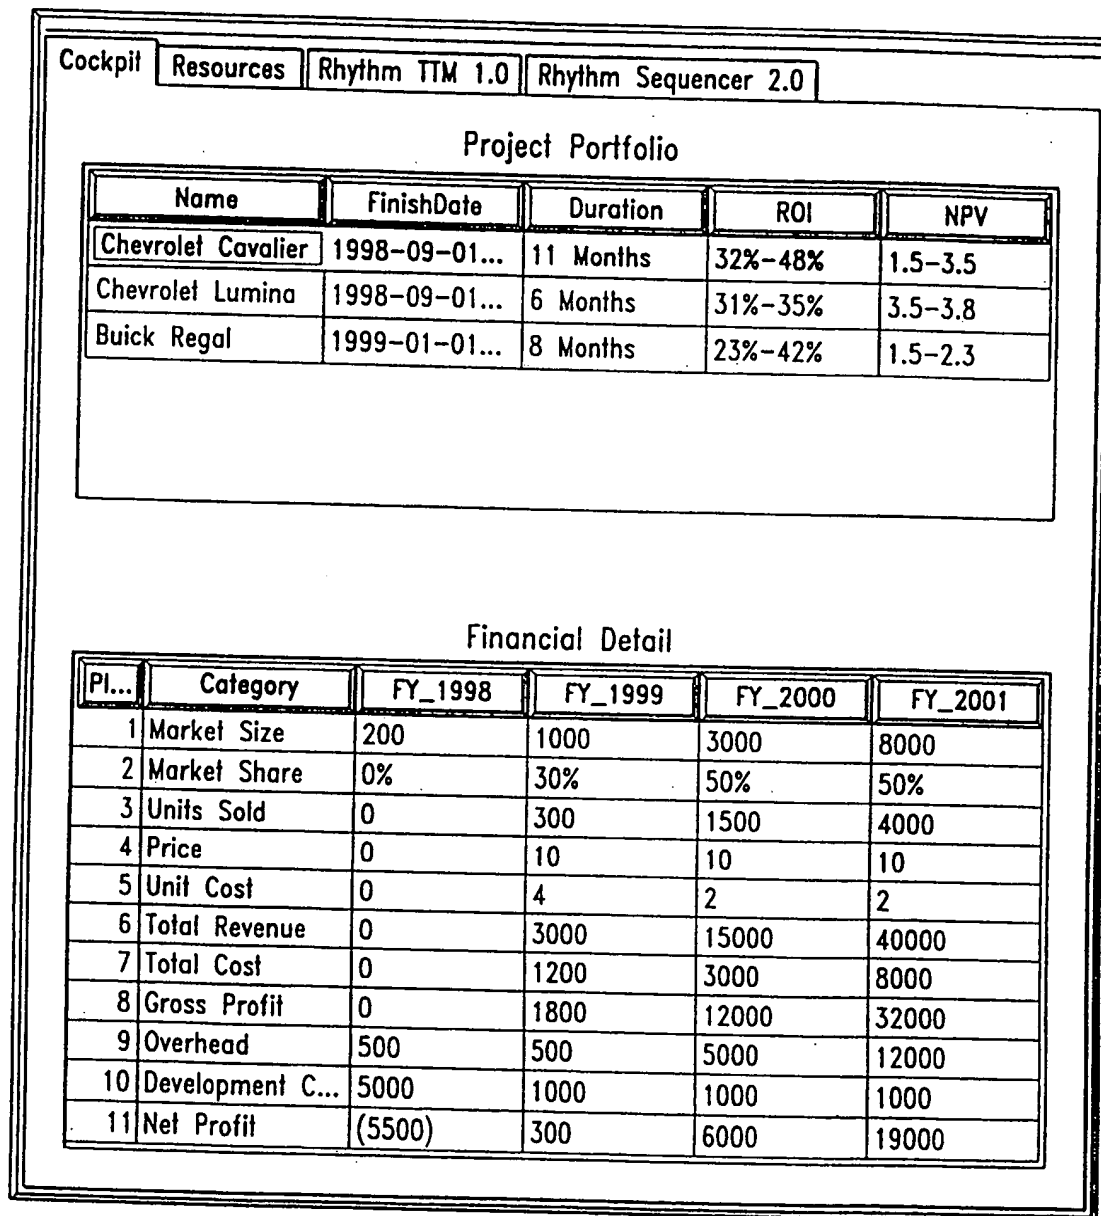 Cockpit Resources Rhythm TTM 1.0 Rhythm Sequencer 2.0
Project Portfolio
Name FinishDate Duration ROI NPV
Chevrolet Cavalier 1998-09-01... 11 Months 32%-48% 1.5-3.5
Chevrolet Lumina 1998-09-01... 6 Months 31%-35% 3.5-3.8
Buick Regal 1999-01-01... 8 Months 23%-42% 1.5-2.3
Financial Detail
Pl... Category FY_1998 FY_1999 FY_2000 FY_2001
1 Market Size 200 1000 3000 8000
2 Market Share 0% 30% 50% 50%
3 Units Sold 0 300 1500 4000
4 Price 0 10 10 10
5 Unit Cost 0 4 2 2
6 Total Revenue 0 3000 15000 40000
7 Total Cost 0 1200 3000 8000
8 Gross Profit 0 1800 12000 32000
9 Overhead 500 500 5000 12000
10 Development C... 5000 1000 1000 1000
11 Net Profit (5500) 300 6000 19000